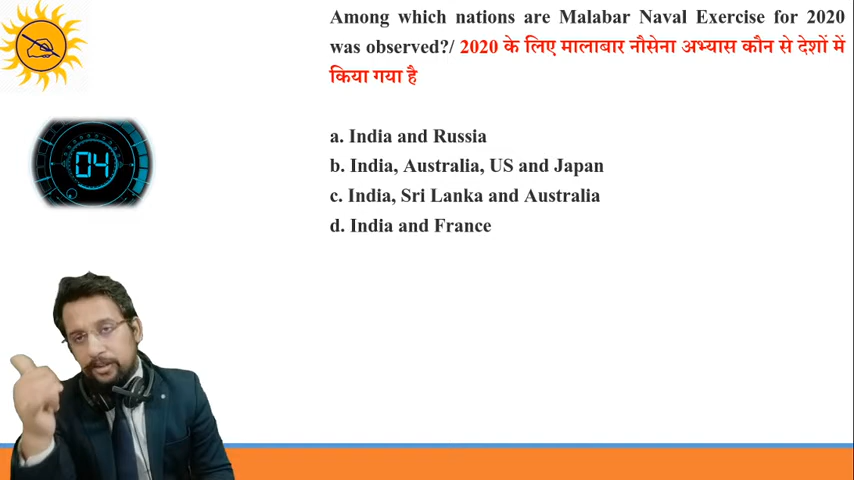 Among which nations are Malabar Naval Exercise for 2020
was observed?/ 2020 के लिए मालाबार नौसेना अभ्यास कौन से देशों में
किया गया है
04
a. India and Russia
b. India, Australia, US and Japan
c. India, Sri Lanka and Australia
d. India and France